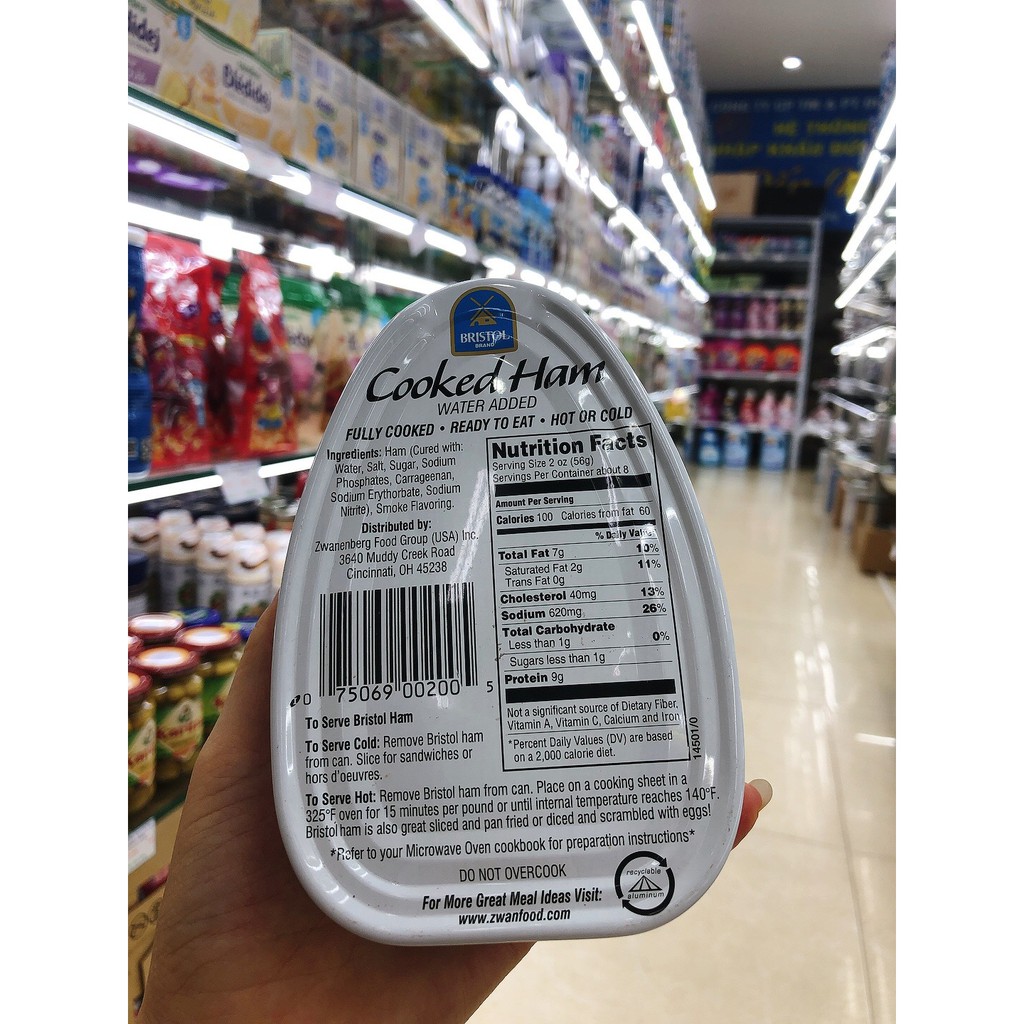 BRISTOL
BRAND
Cooked Ham
WATER ADDED
FULLY COOKED • READY TO EAT • HOT OR COLD
Ingredients: Ham (Cured with:
Water, Salt, Sugar, Sodium
Phosphates, Carrageenan,
Sodium Erythorbate, Sodium
Nitrite), Smoke Flavoring.
Distributed by:
Zwanenberg Food Group (USA) Inc.
3640 Muddy Creek Road
Cincinnati, OH 45238
0 75069 00200 5
Nutrition Facts
Serving Size 2 oz (56g)
Servings Per Container about 8
Amount Per Serving
Calories 100 Calories from fat 60
% Daily Value*
Total Fat 7g 10%
Saturated Fat 2g 11%
Trans Fat 0g
Cholesterol 40mg 13%
Sodium 620mg 26%
Total Carbohydrate
Less than 1g 0%
Sugars less than 1g
Protein 9g
Not a significant source of Dietary Fiber.
Vitamin A, Vitamin C, Calcium and Iron
*Percent Daily Values (DV) are based
on a 2,000 calorie diet.
14501/0
To Serve Bristol Ham
To Serve Cold: Remove Bristol ham
from can. Slice for sandwiches or
hors d'oeuvres.
To Serve Hot: Remove Bristol ham from can. Place on a cooking sheet in a
325°F oven for 15 minutes per pound or until internal temperature reaches 140°F.
Bristol ham is also great sliced and pan fried or diced and scrambled with eggs!
*Refer to your Microwave Oven cookbook for preparation instructions*
DO NOT OVERCOOK
For More Great Meal Ideas Visit:
www.zwanfood.com
recyclable
aluminum